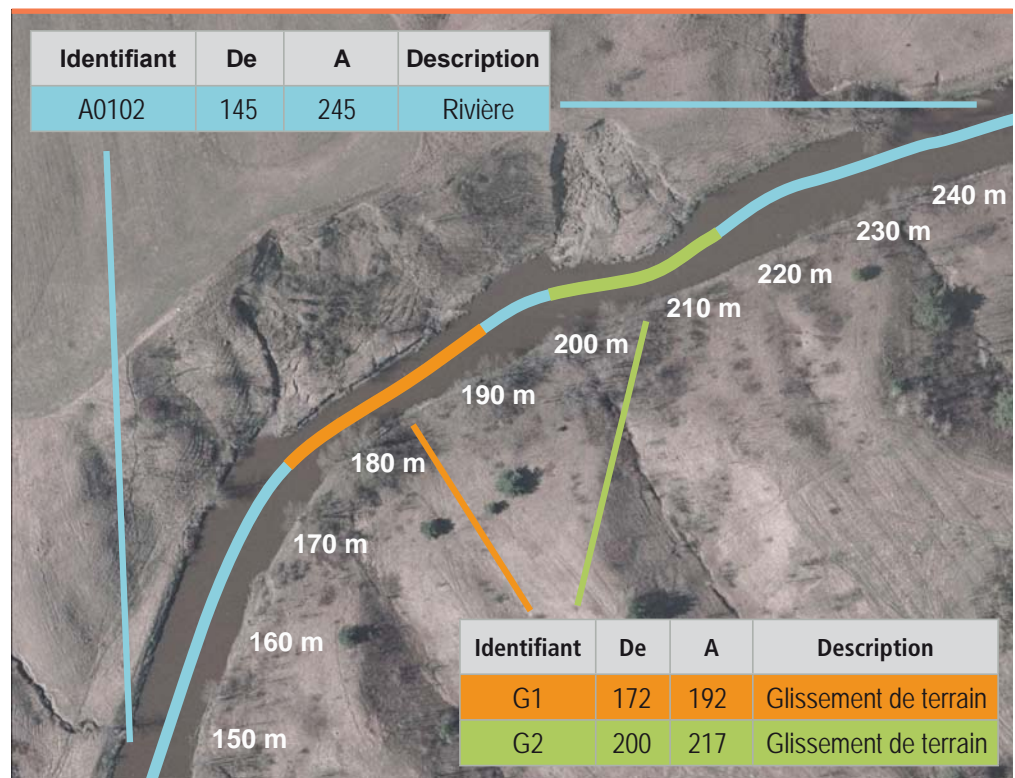 Identifiant De A Description
A0102 145 245 Rivière
240 m
230 m
220 m
210 m
200 m
190 m
180 m
170 m
160 m
150 m
Identifiant De A Description
G1 172 192 Glissement de terrain
G2 200 217 Glissement de terrain